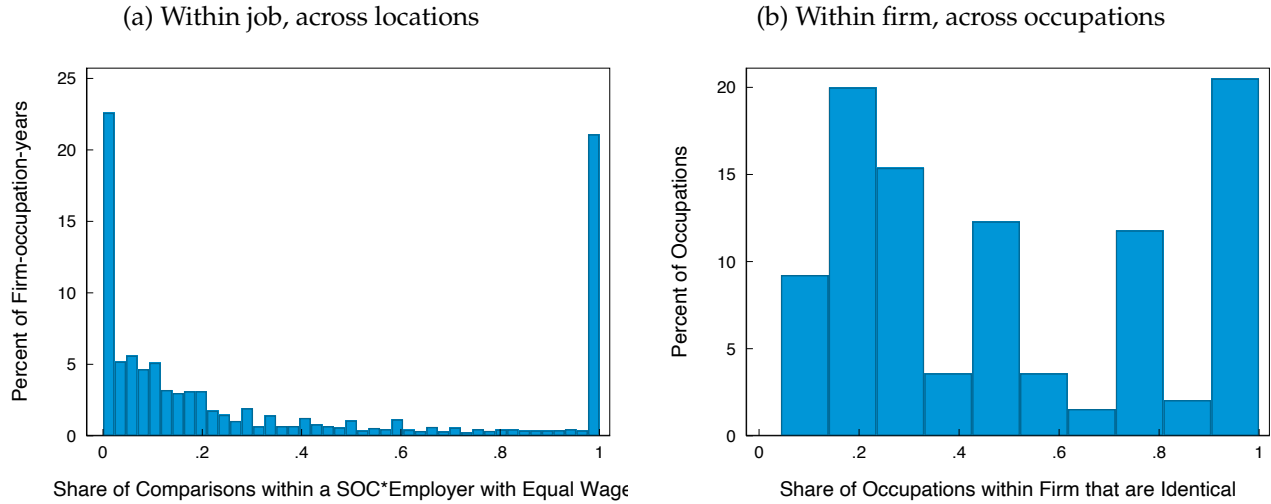 (a) Within job, across locations
(b) Within firm, across occupations
Percent of Firm-occupation-years
25
20
15
10
5
0
0 .2 .4 .6 .8 1
Share of Comparisons within a SOC*Employer with Equal Wage
Percent of Occupations
20
15
10
5
0
0 .2 .4 .6 .8 1
Share of Occupations within Firm that are Identical